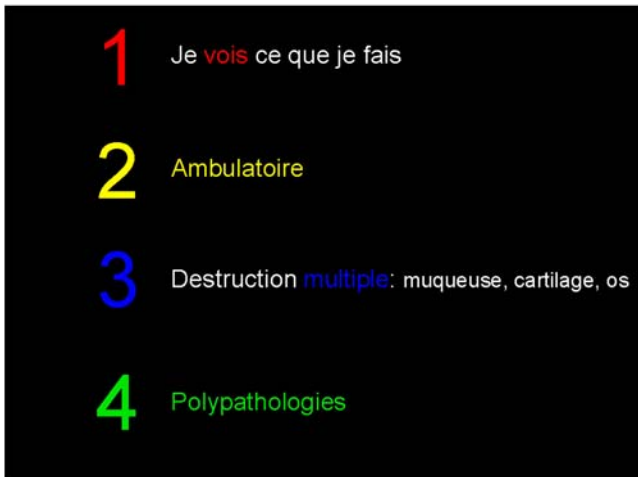 1 Je vois ce que je fais
2 Ambulatoire
3 Destruction multiple: muqueuse, cartilage, os
4 Polypathologies